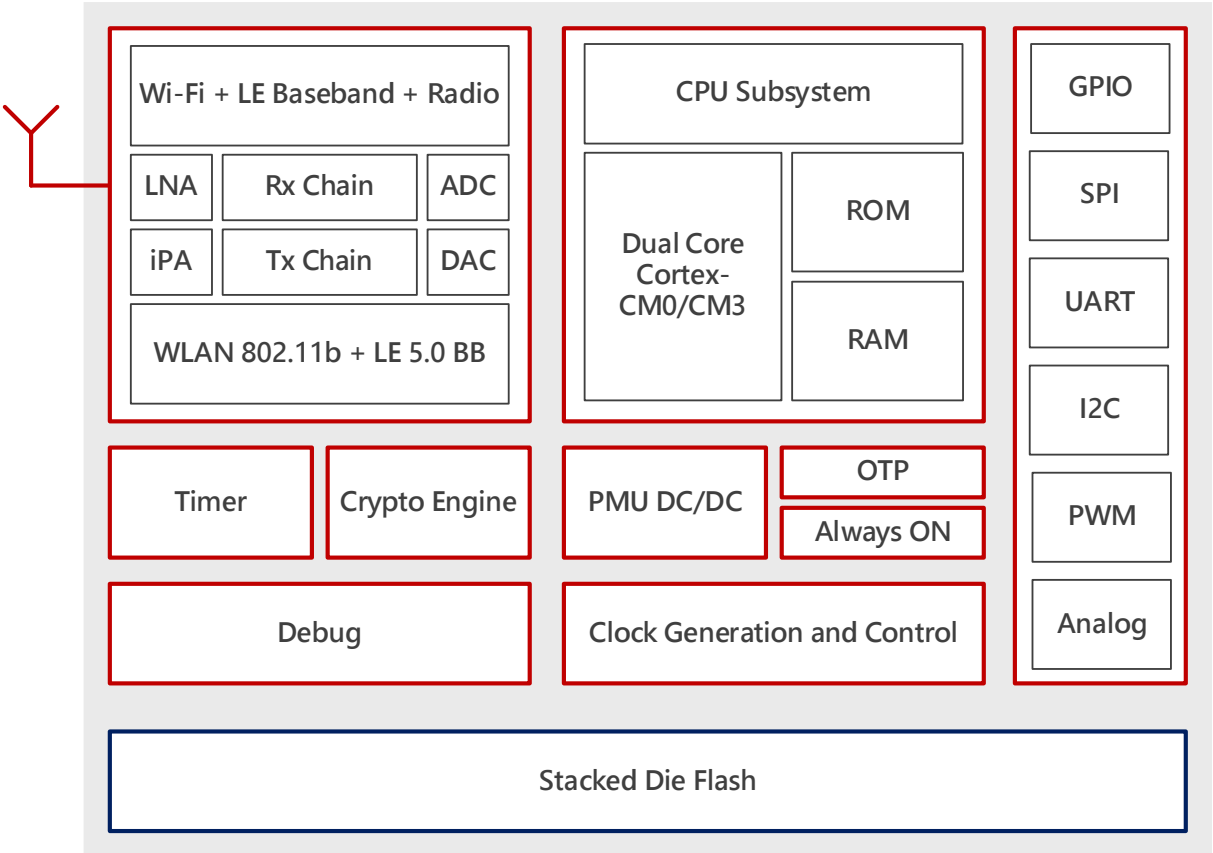 Wi-Fi + LE Baseband + Radio
LNA
Rx Chain
ADC
iPA
Tx Chain
DAC
WLAN 802.11b + LE 5.0 BB
CPU Subsystem
Dual Core
Cortex-
CM0/CM3
ROM
RAM
GPIO
SPI
UART
I2C
PWM
Analog
Timer
Crypto Engine
PMU DC/DC
OTP
Always ON
Debug
Clock Generation and Control
Stacked Die Flash